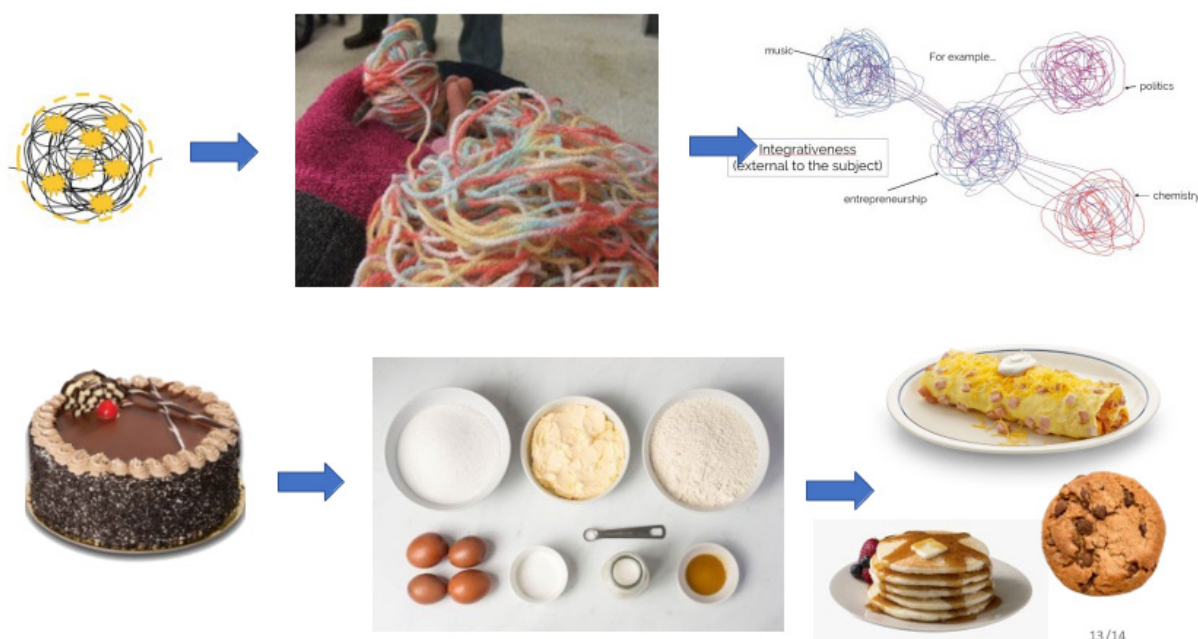 music
For example...
politics
Integrativeness
(external to the subject)
entrepreneurship
chemistry
13/14